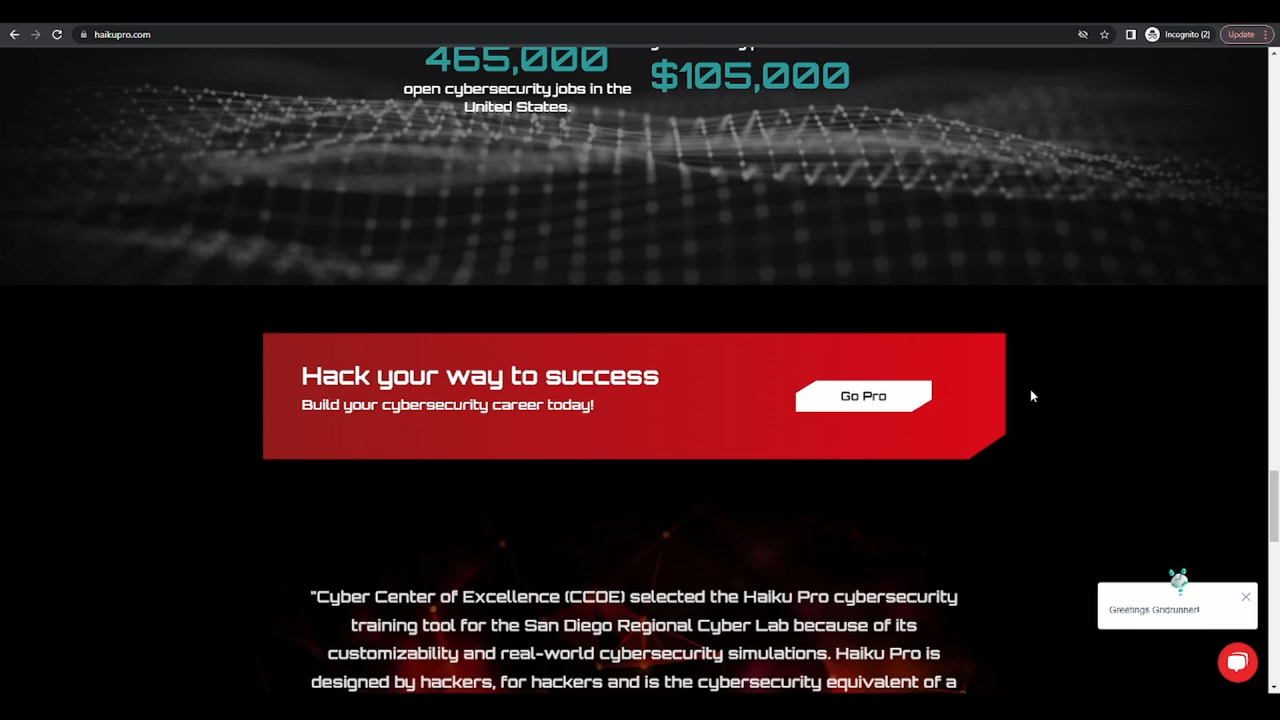 haikupro.com
Incognito (2)
Update
465,000
open cybersecurity jobs in the
United States.
$105,000
Hack your way to success
Build your cybersecurity career today!
Go Pro
"Cyber Center of Excellence (CCOE) selected the Haiku Pro cybersecurity
training tool for the San Diego Regional Cyber Lab because of its
customizability and real-world cybersecurity simulations. Haiku Pro is
designed by hackers, for hackers and is the cybersecurity equivalent of a
Greetings Gridrunner!